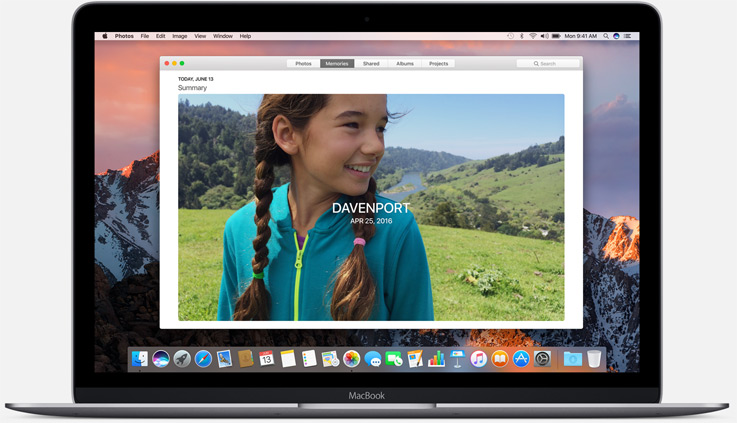 Photos File Edit Image View Window Help Mon 9:41 AM
Photos Memories Shared Albums Projects Search
TODAY, JUNE 13
Summary
DAVENPORT
APR 25, 2016
13
MacBook